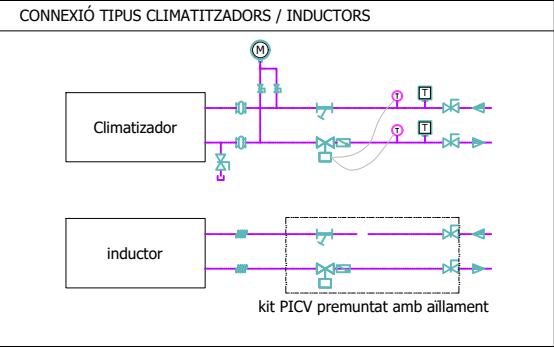 CONNEXIÓ TIPUS CLIMATITZADORS / INDUCTORS
M
T
T
Climatizador
T
T
inductor
kit PICV premuntat amb aïllament